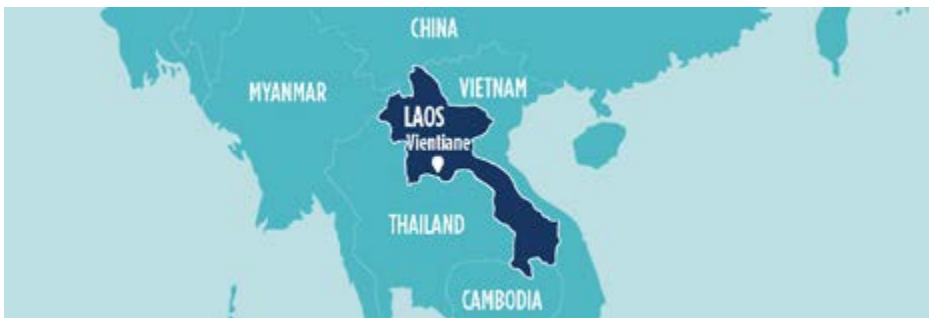 CHINA
MYANMAR
VIETNAM
LAOS
Vientiane
THAILAND
CAMBODIA